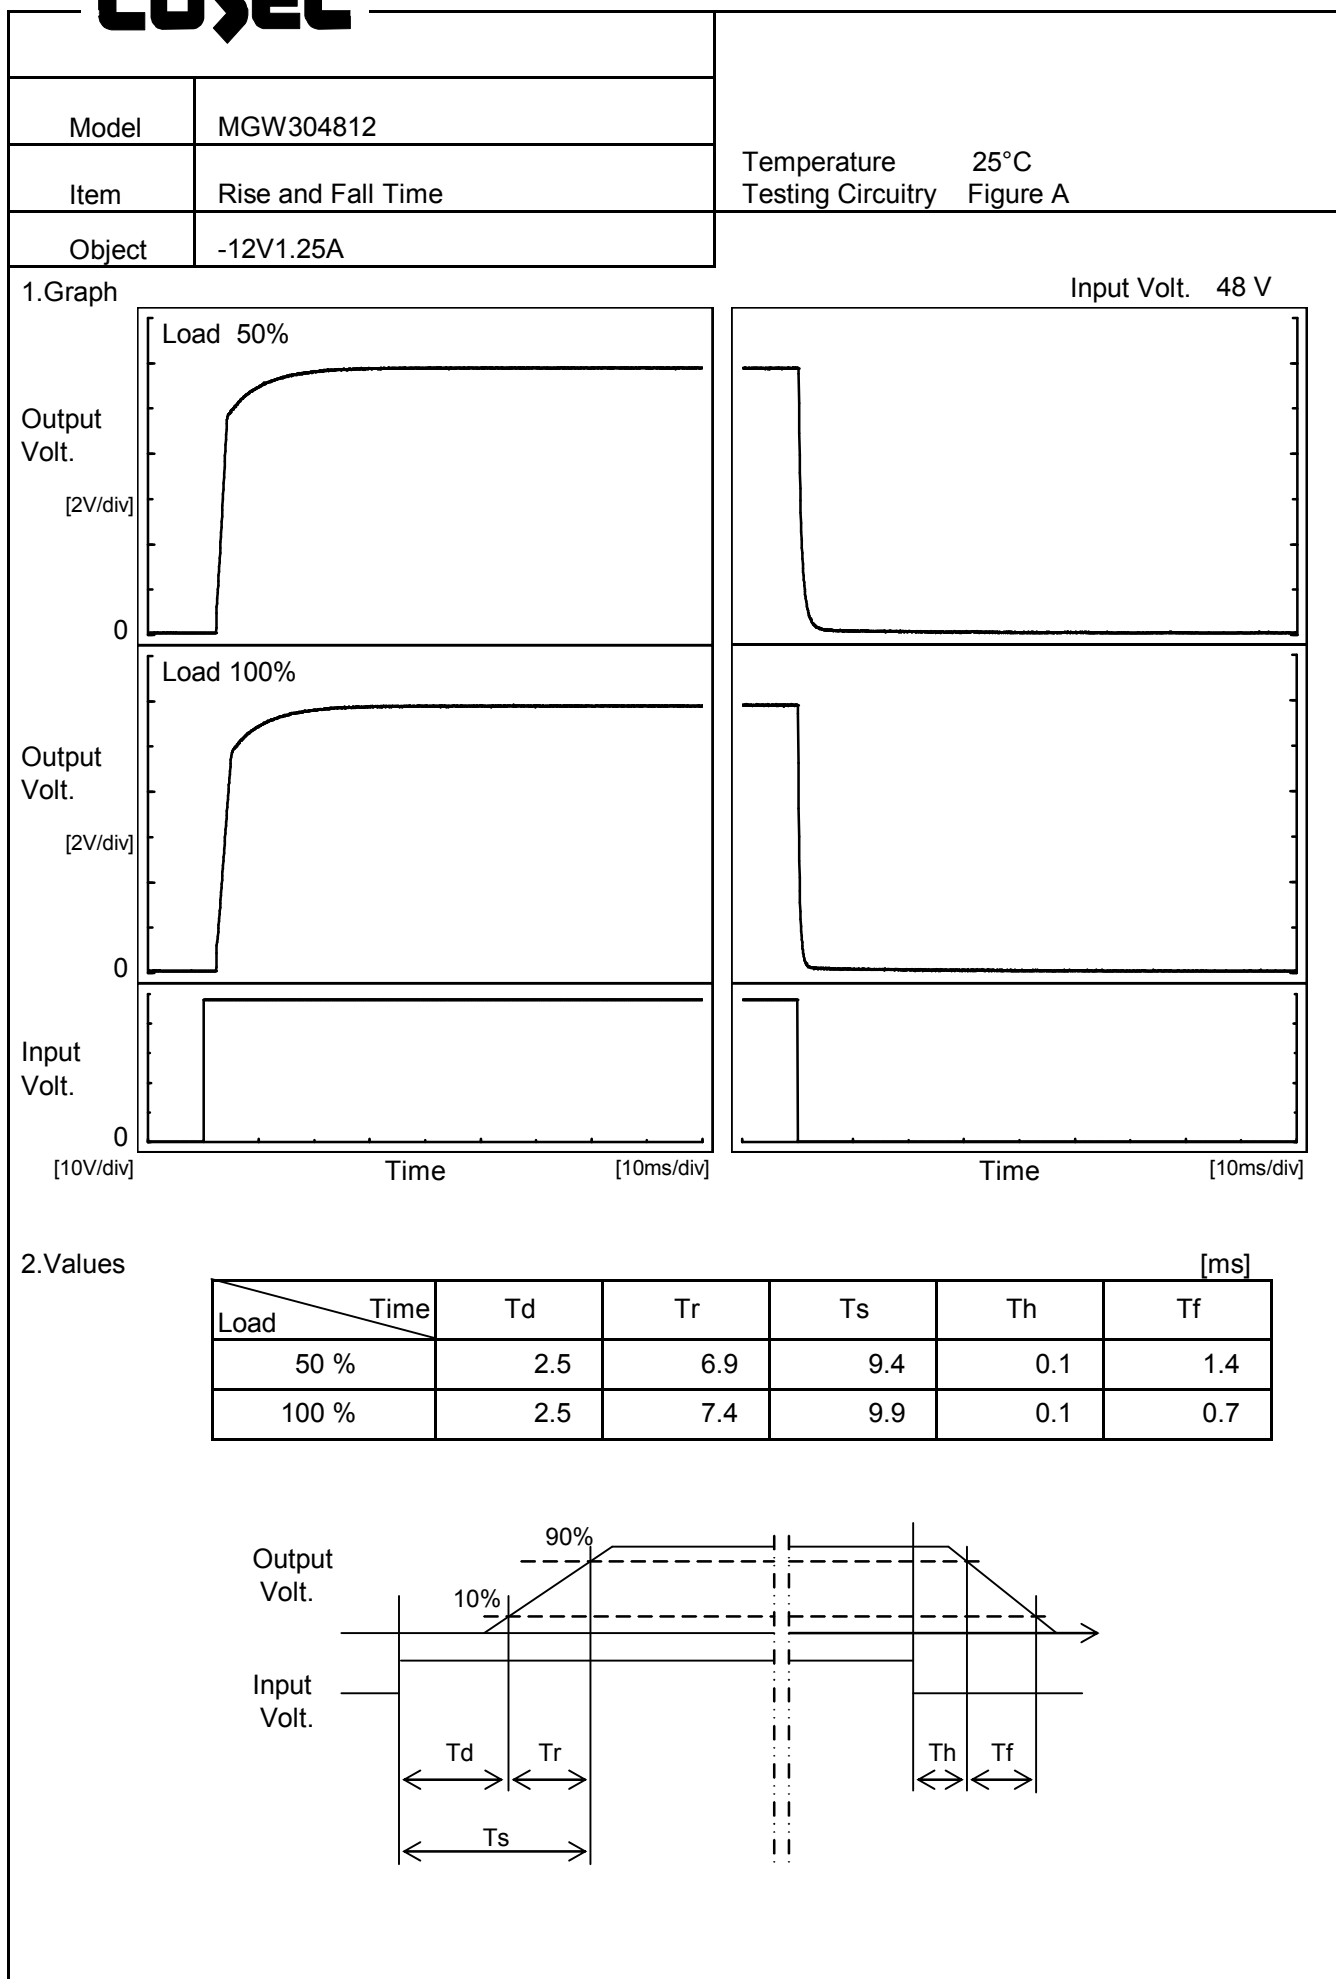 COSEL
Model MGW304812
Item Rise and Fall Time
Temperature 25°C
Testing Circuitry Figure A
Object -12V1.25A
1.Graph
Input Volt. 48 V
Load 50%
Output
Volt.
[2V/div]
0
Load 100%
Output
Volt.
[2V/div]
0
Input
Volt.
0
[10V/div] Time [10ms/div] Time [10ms/div]
2.Values [ms]
Load Time Td Tr Ts Th Tf
50 % 2.5 6.9 9.4 0.1 1.4
100 % 2.5 7.4 9.9 0.1 0.7
90%
Output
Volt.
10%
Input
Volt.
Td Tr Th Tf
Ts